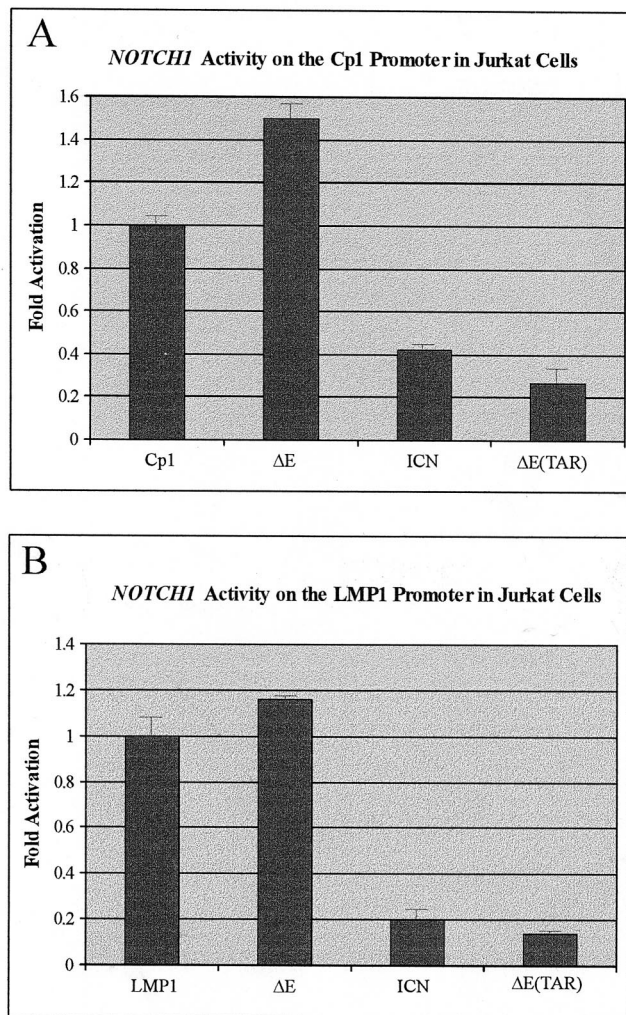 A
NOTCH1 Activity on the Cp1 Promoter in Jurkat Cells
1.6
1.4
1.2
1
0.8
0.6
0.4
0.2
0
Fold Activation
Cp1 ΔE ICN ΔE(TAR)
B
NOTCH1 Activity on the LMP1 Promoter in Jurkat Cells
1.4
1.2
1
0.8
0.6
0.4
0.2
0
Fold Activation
LMP1 ΔE ICN ΔE(TAR)